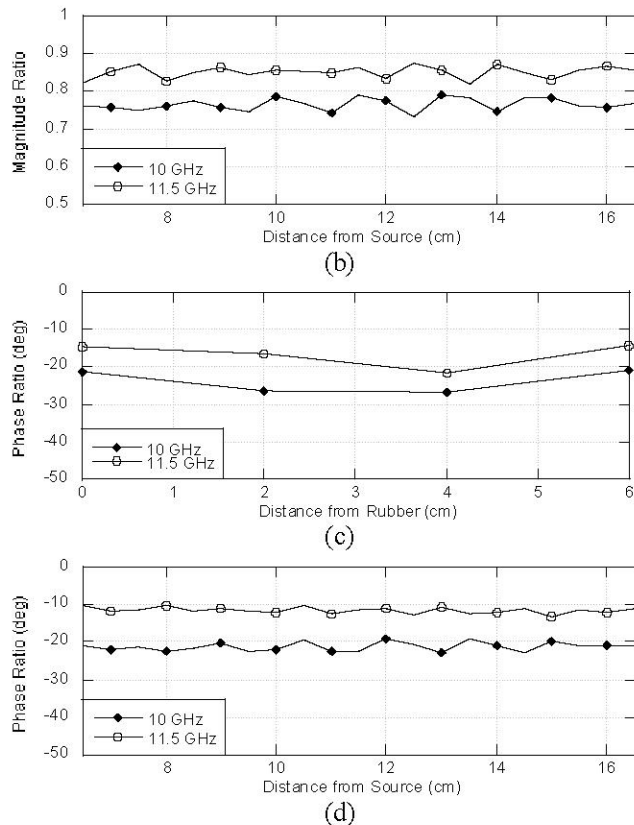 1
0.9
0.8
0.7
0.6
0.5
Magnitude Ratio
10 GHz
11.5 GHz
8 10 12 14 16
Distance from Source (cm)
(b)
0
-10
-20
-30
-40
-50
Phase Ratio (deg)
10 GHz
11.5 GHz
0 1 2 3 4 5 6
Distance from Rubber (cm)
(c)
0
-10
-20
-30
-40
-50
Phase Ratio (deg)
10 GHz
11.5 GHz
8 10 12 14 16
Distance from Source (cm)
(d)